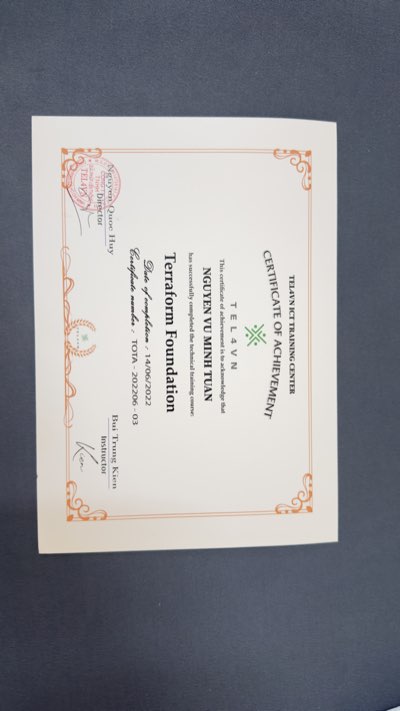 TEL4VN ICT TRAINING CENTER
CERTIFICATE OF ACHIEVEMENT
TEL4VN
This certificate of achievement is to acknowledge that
NGUYEN VU MINH TUAN
has successfully completed the technical training course:
Terraform Foundation
Date of completion : 14/06/2022
Certificate number : TOTA - 202206 - 03
Nguyen Quoc Huy
Director
Bui Trung Kien
Instructor
Kien